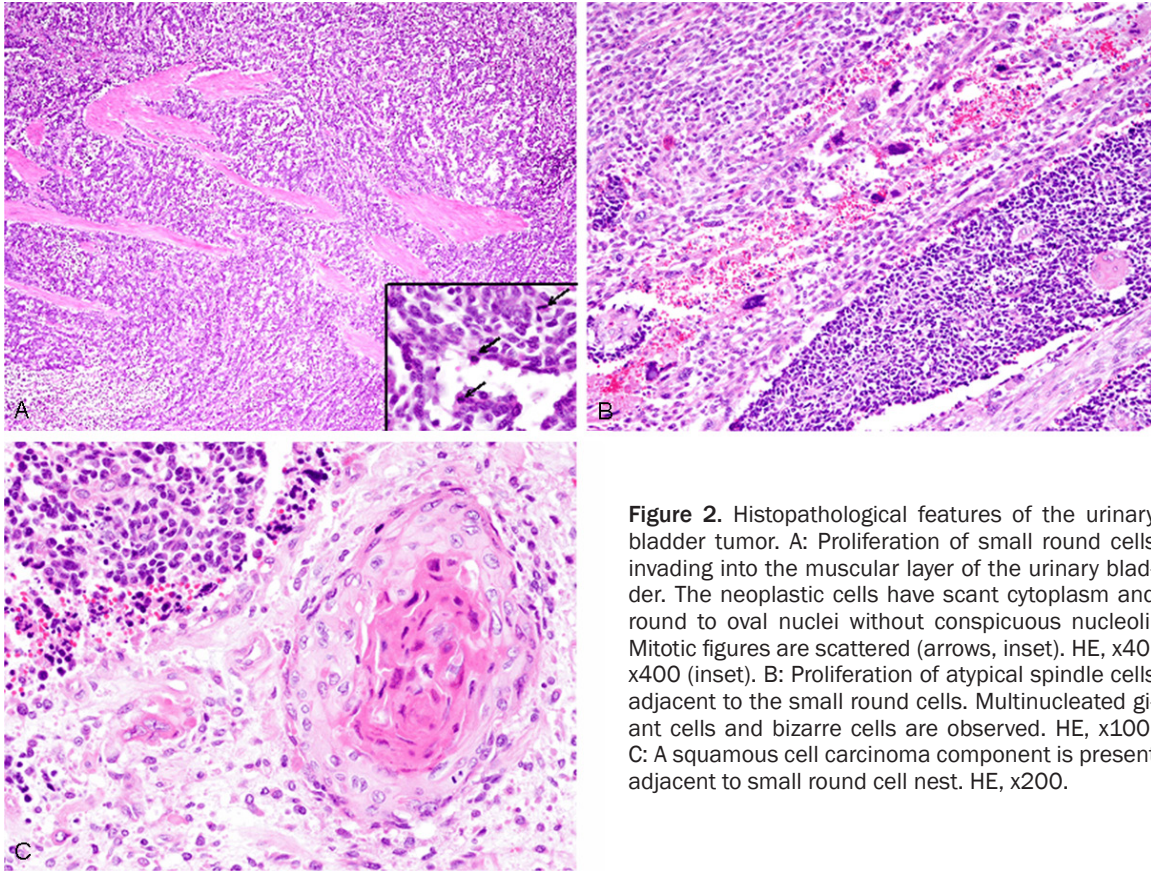 A
B
C
Figure 2. Histopathological features of the urinary
bladder tumor. A: Proliferation of small round cells
invading into the muscular layer of the urinary blad-
der. The neoplastic cells have scant cytoplasm and
round to oval nuclei without conspicuous nucleoli.
Mitotic figures are scattered (arrows, inset). HE, x40,
x400 (inset). B: Proliferation of atypical spindle cells
adjacent to the small round cells. Multinucleated gi-
ant cells and bizarre cells are observed. HE, x100.
C: A squamous cell carcinoma component is present
adjacent to small round cell nest. HE, x200.